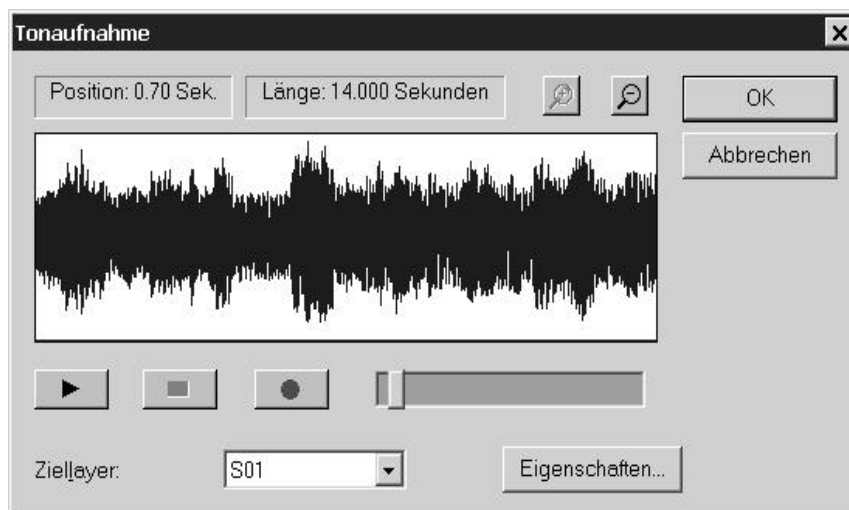 Tonaufnahme
Position: 0.70 Sek.
Länge: 14.000 Sekunden
OK
Abbrechen
Ziellayer:
S01
Eigenschaften...